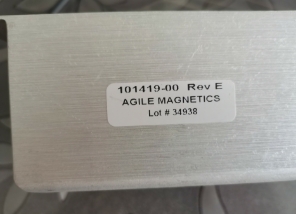 101419-00 Rev E
AGILE MAGNETICS
Lot # 34938